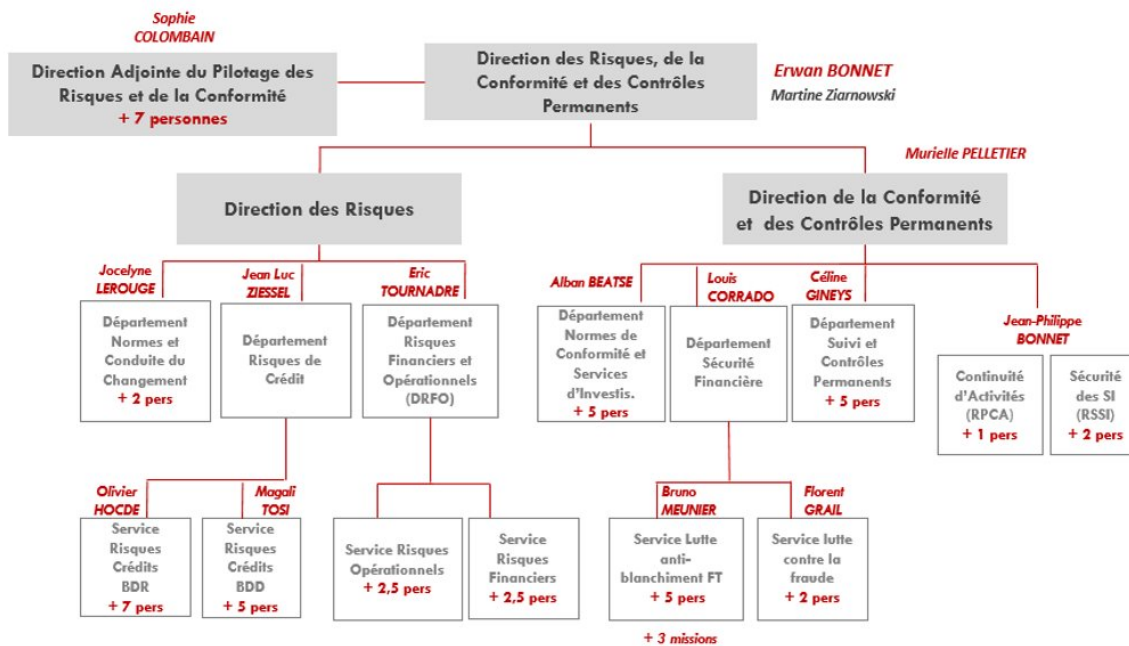 Sophie
COLOMBAIN
Direction Adjointe du Pilotage des
Risques et de la Conformité
+ 7 personnes
Direction des Risques, de la
Conformité et des Contrôles
Permanents
Erwan BONNET
Martine Ziarnowski
Murielle PELLETIER
Direction des Risques
Direction de la Conformité
et des Contrôles Permanents
Jocelyne
LEROUGE
Département
Normes et
Conduite du
Changement
+ 2 pers
Jean Luc
ZIESSEL
Département
Risques de
Crédit
Eric
TOURNADRE
Département
Risques
Financiers et
Opérationnels
(DRFO)
Alban BEATSE
Département
Normes de
Conformité et
Services
d'Investis.
+ 5 pers
Louis
CORRADO
Département
Sécurité
Financière
Céline
GINEYS
Département
Suivi et
Contrôles
Permanents
+ 5 pers
Jean-Philippe
BONNET
Continuité
d'Activités
(RPCA)
+ 1 pers
Sécurité
des SI
(RSSI)
+ 2 pers
Olivier
HOCDE
Service
Risques
Crédits
BDR
+ 7 pers
Magali
TOSI
Service
Risques
Crédits
BDD
+ 5 pers
Service Risques
Opérationnels
+ 2,5 pers
Service
Risques
Financiers
+ 2,5 pers
Bruno
MEUNIER
Service Lutte
anti-
blanchiment FT
+ 5 pers
+ 3 missions
Florent
GRAIL
Service lutte
contre la
fraude
+ 2 pers